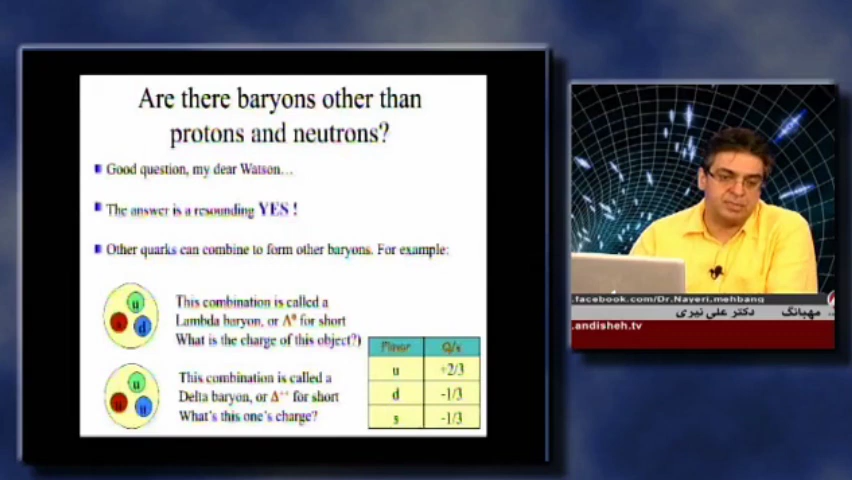 Are there baryons other than
protons and neutrons?
Good question, my dear Watson…
The answer is a resounding YES !
Other quarks can combine to form other baryons. For example:
u
s d
This combination is called a
Lambda baryon, or Λ⁰ for short
What is the charge of this object?)
u
u u
This combination is called a
Delta baryon, or Δ⁺⁺ for short
What's this one's charge?
Flavor Q/e
u +2/3
d -1/3
s -1/3
.facebook.com/Dr.Nayeri.mehbang
مهبانگ دکتر علی نیری
.andisheh.tv